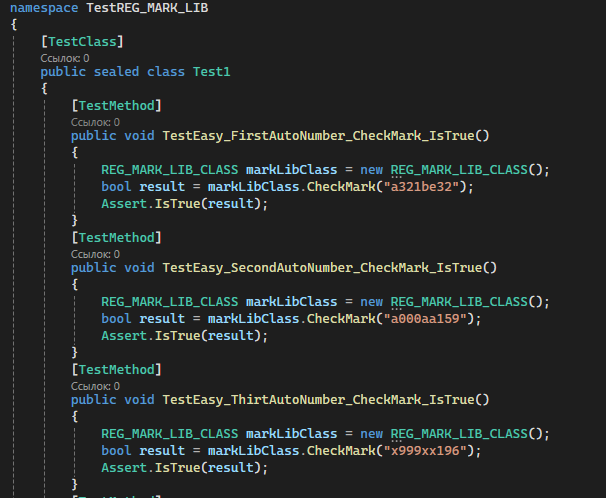 namespace TestREG_MARK_LIB
{
[TestClass]
Ссылок: 0
public sealed class Test1
{
[TestMethod]
Ссылок: 0
public void TestEasy_FirstAutoNumber_CheckMark_IsTrue()
{
REG_MARK_LIB_CLASS markLibClass = new REG_MARK_LIB_CLASS();
bool result = markLibClass.CheckMark("a321be32");
Assert.IsTrue(result);
}
[TestMethod]
Ссылок: 0
public void TestEasy_SecondAutoNumber_CheckMark_IsTrue()
{
REG_MARK_LIB_CLASS markLibClass = new REG_MARK_LIB_CLASS();
bool result = markLibClass.CheckMark("a000aa159");
Assert.IsTrue(result);
}
[TestMethod]
Ссылок: 0
public void TestEasy_ThirtAutoNumber_CheckMark_IsTrue()
{
REG_MARK_LIB_CLASS markLibClass = new REG_MARK_LIB_CLASS();
bool result = markLibClass.CheckMark("x999xx196");
Assert.IsTrue(result);
}